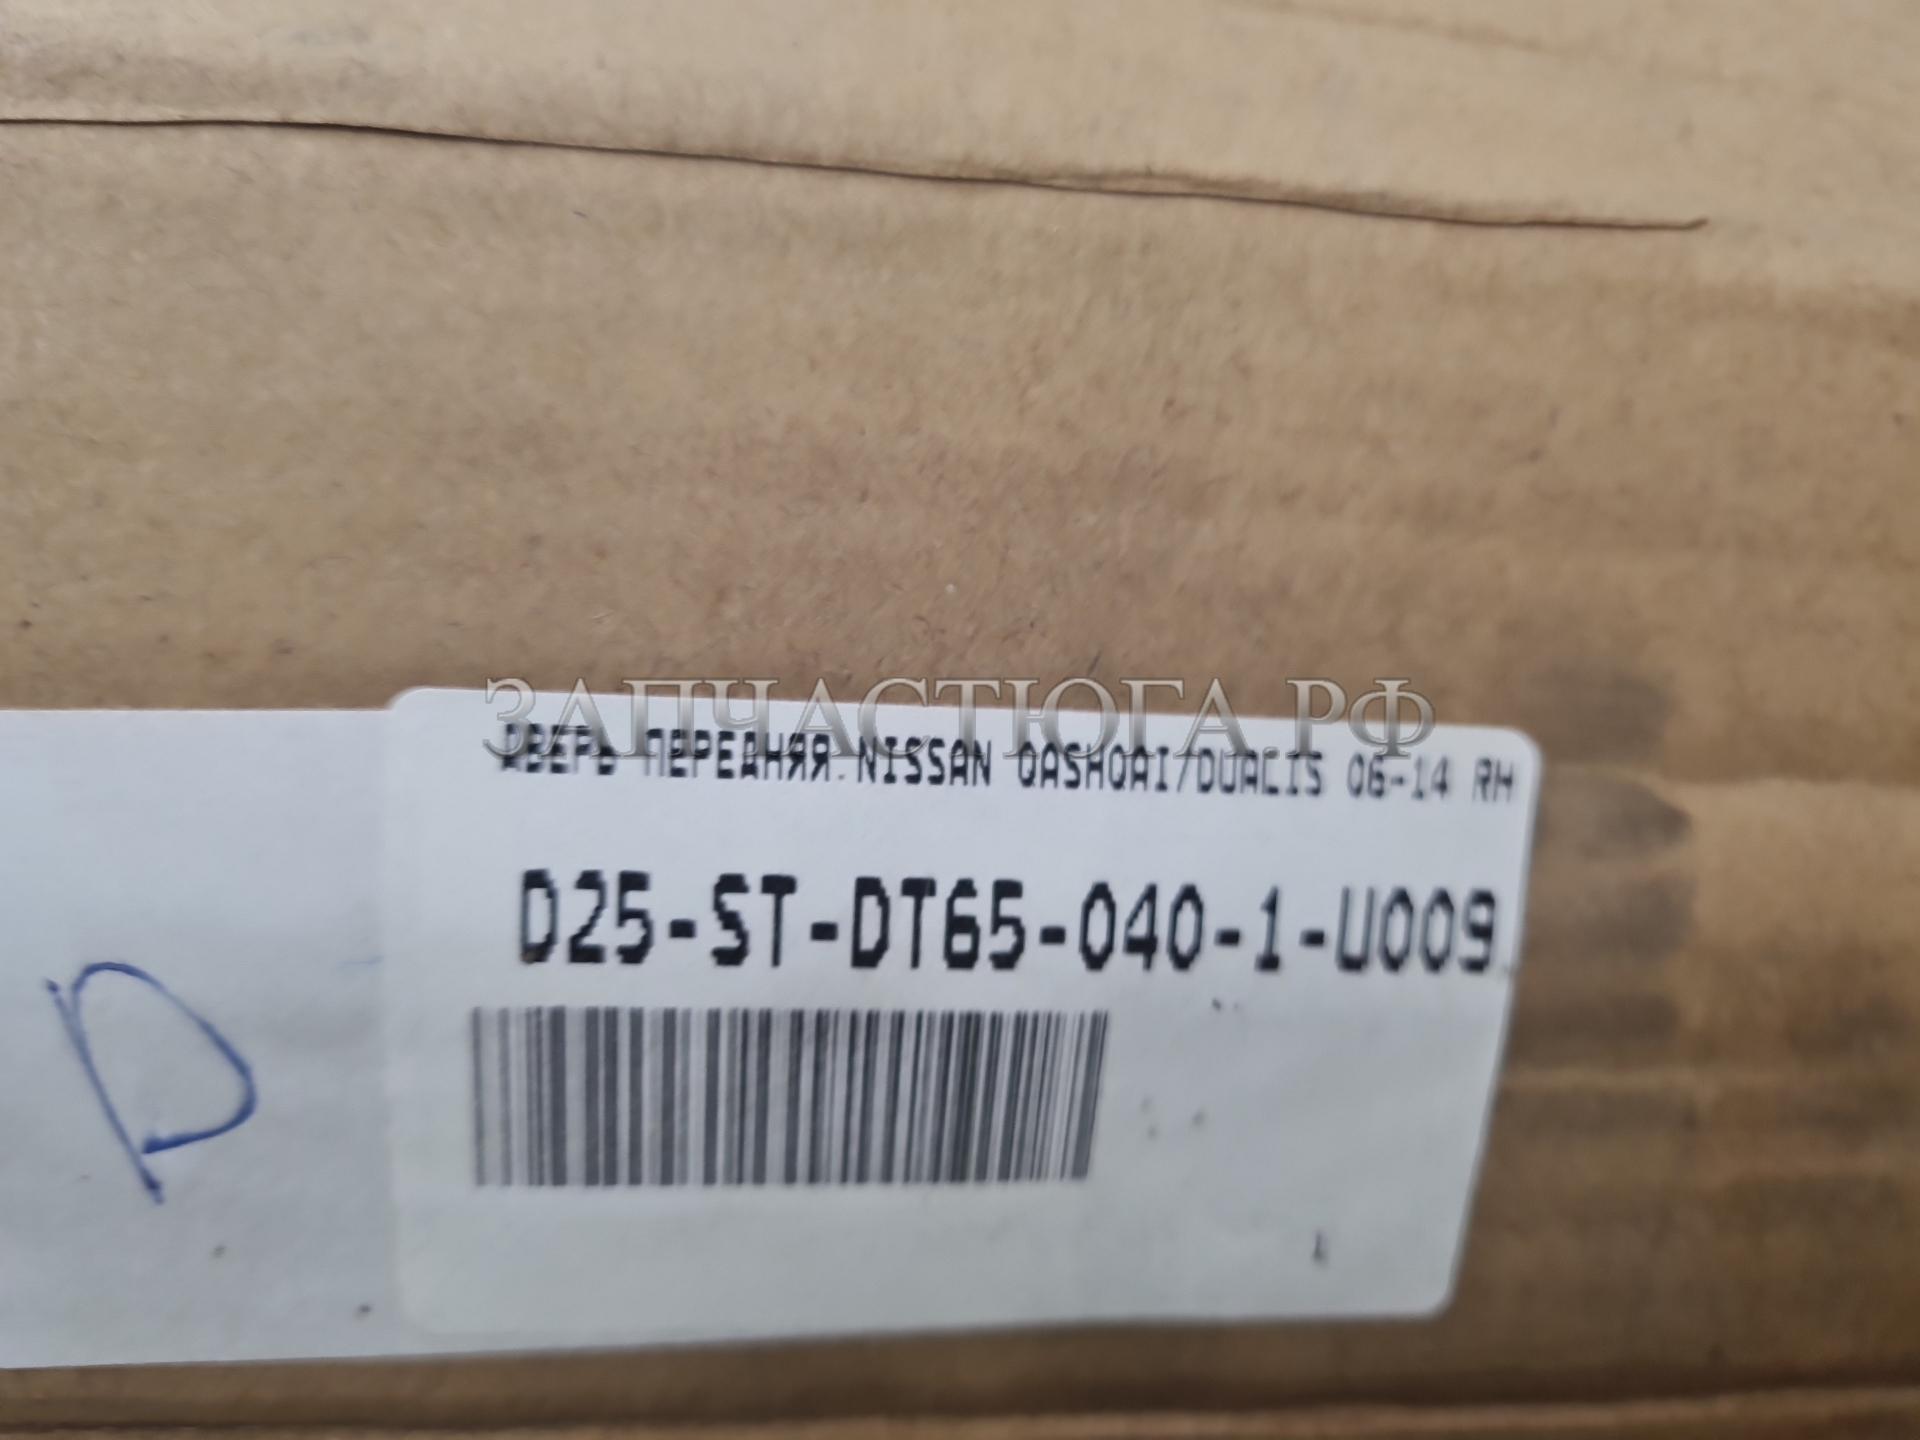 ЗАПЧАСТЮГА.РФ
ДВЕРЬ ПЕРЕДНЯЯ NISSAN QASHQAI/DUALIS 06-14 RH
D25-ST-DT65-040-1-U009
D